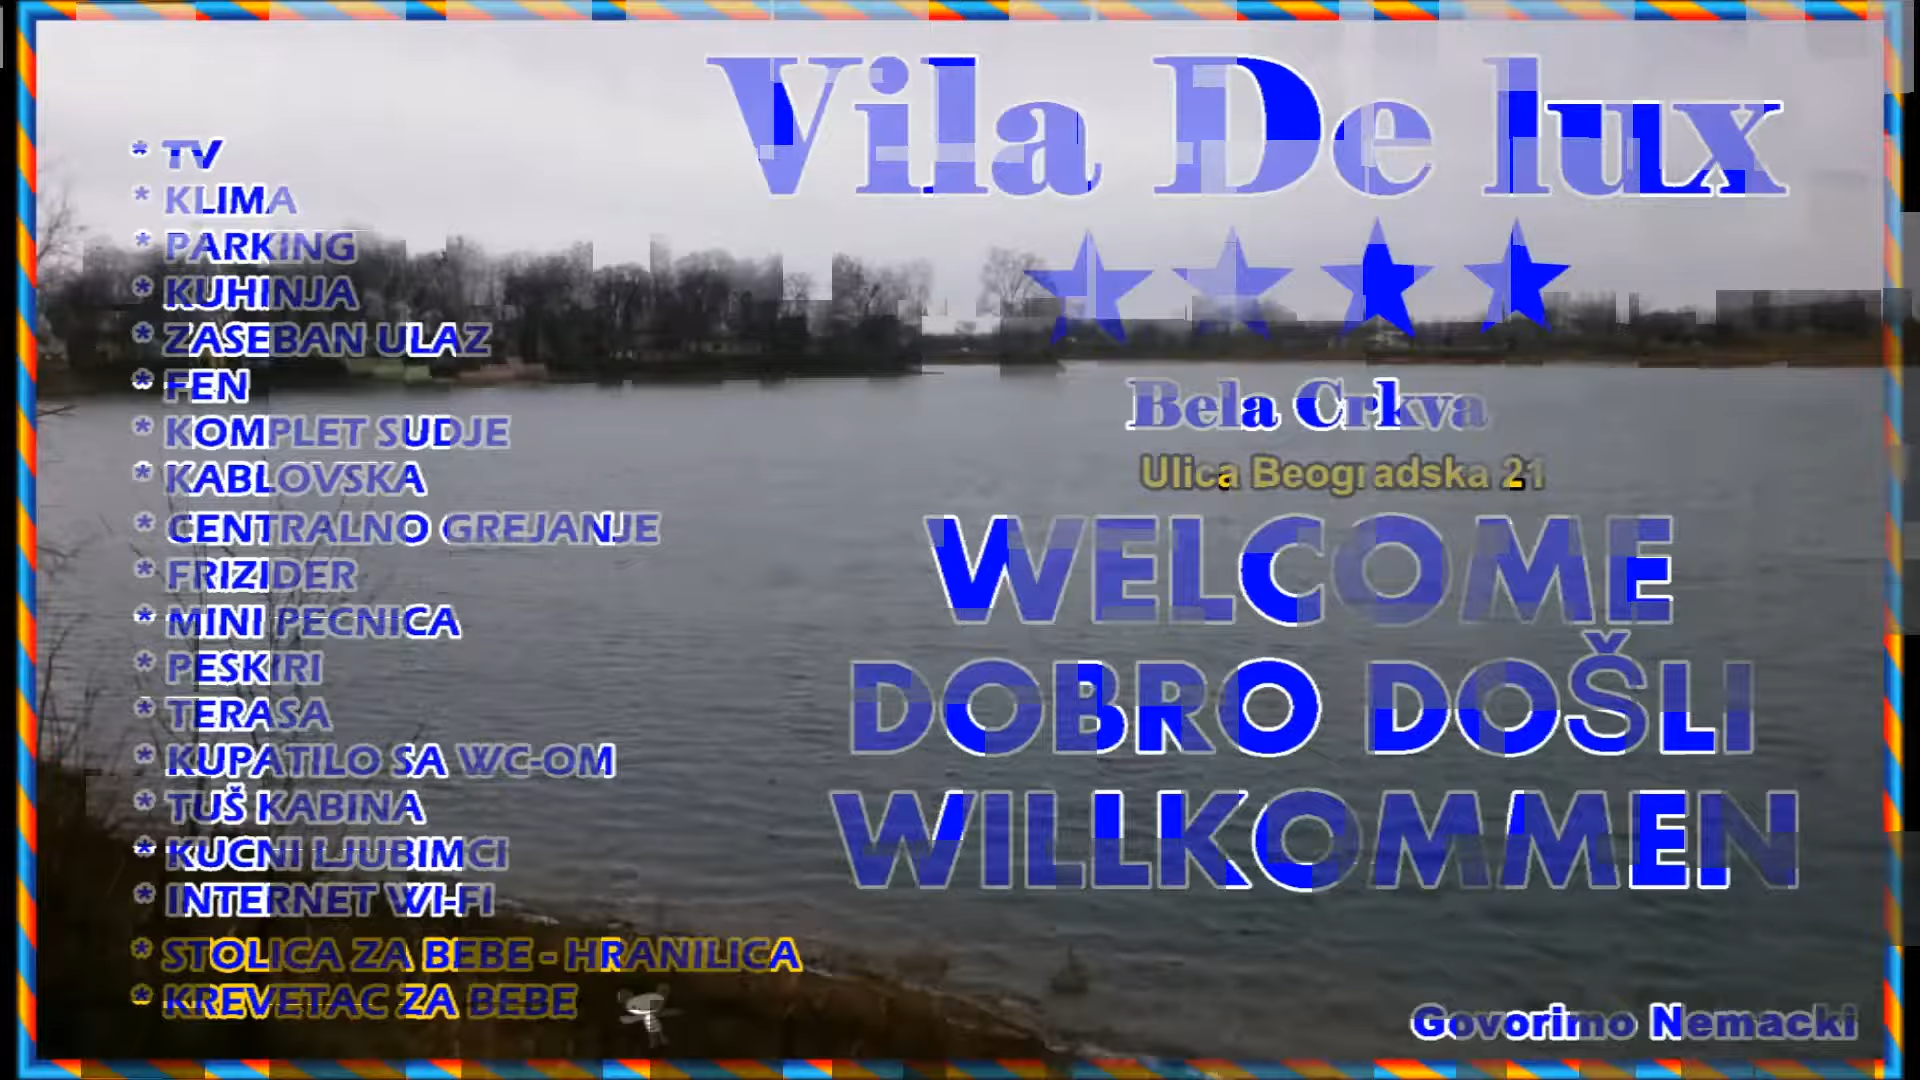 Vila De lux
* TV
* KLIMA
* PARKING
* KUHINJA
* ZASEBAN ULAZ
* FEN
* KOMPLET SUDJE
* KABLOVSKA
* CENTRALNO GREJANJE
* FRIZIDER
* MINI PECNICA
* PESKIRI
* TERASA
* KUPATILO SA WC-OM
* TUŠ KABINA
* KUCNI LJUBIMCI
* INTERNET WI-FI
* STOLICA ZA BEBE - HRANILICA
* KREVETAC ZA BEBE
Bela Crkva
Ulica Beogradska 21
WELCOME
DOBRO DOŠLI
WILLKOMMEN
Govorimo Nemacki